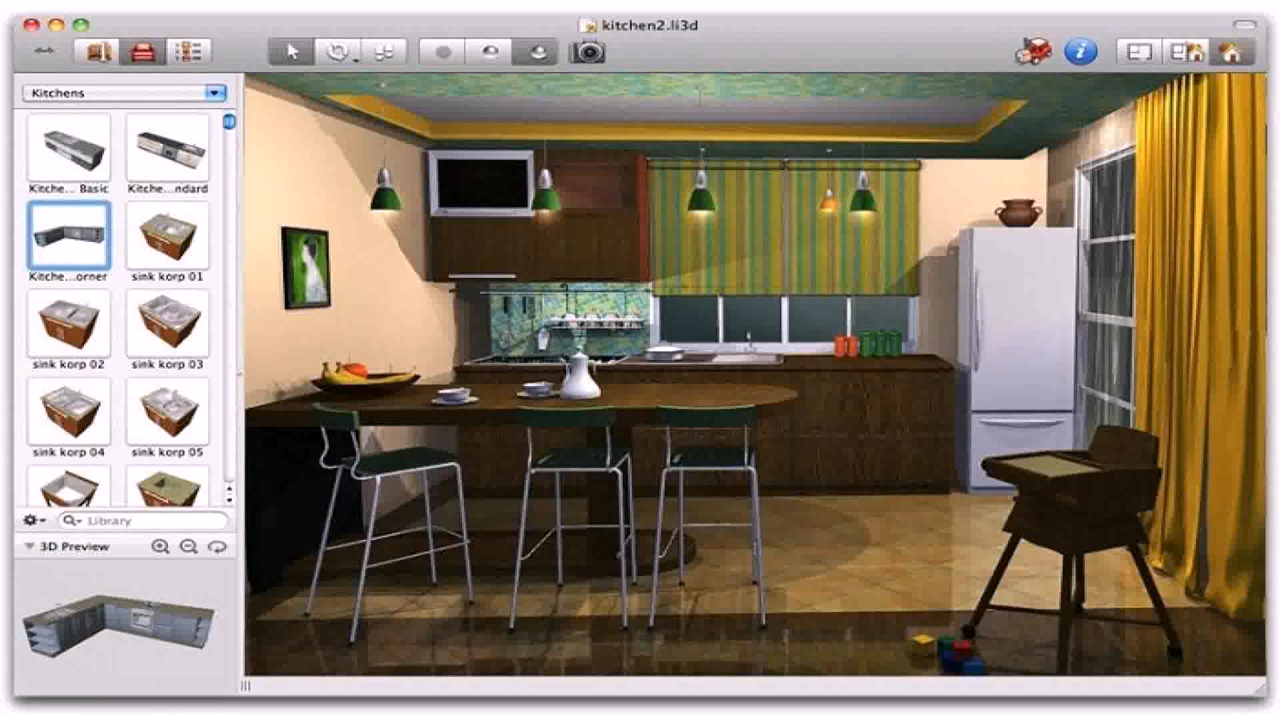 kitchen2.li3d
Kitchens
Kitche... Basic
Kitche...ndard
Kitche...orner
sink korp 01
sink korp 02
sink korp 03
sink korp 04
sink korp 05
Library
3D Preview